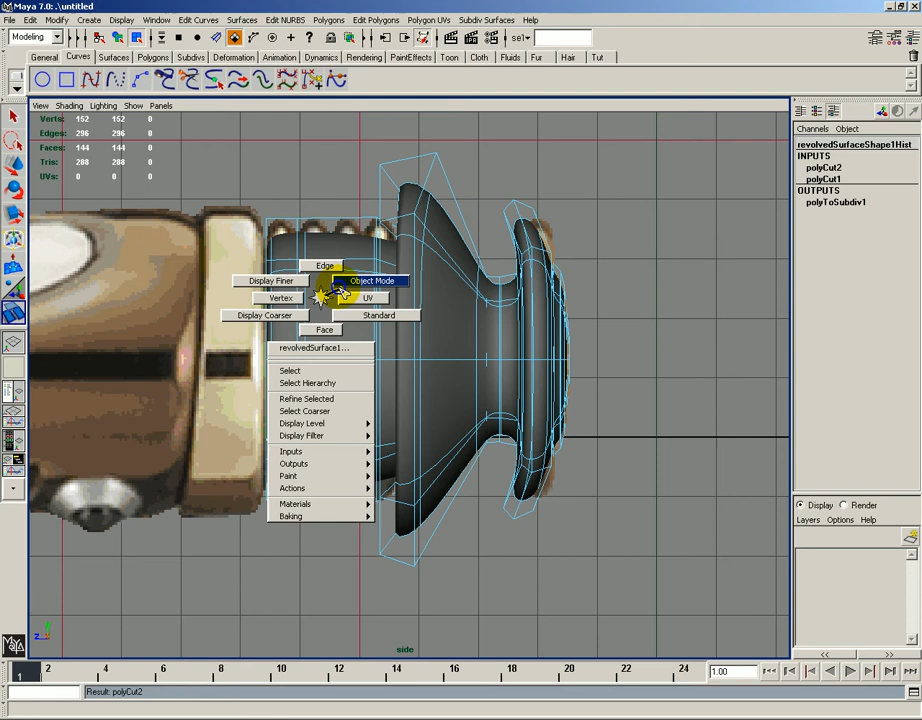 Maya 7.0: .\untitled
File Edit Modify Create Display Window Edit Curves Surfaces Edit NURBS Polygons Edit Polygons Polygon UVs Subdiv Surfaces Help
Modeling sel
General Curves Surfaces Polygons Subdivs Deformation Animation Dynamics Rendering PaintEffects Toon Cloth Fluids Fur Hair Tut
View Shading Lighting Show Panels
Verts: 152 152 0
Edges: 296 296 0
Faces: 144 144 0
Tris: 288 288 0
UVs: 0 0 0
Channels Object
revolvedSurfaceShape1Hist
INPUTS
polyCut2
polyCut1
OUTPUTS
polyToSubdiv1
Edge
Display Finer Object Mode
Vertex UV
Display Coarser Standard
Face
revolvedSurface1...
Select
Select Hierarchy
Refine Selected
Select Coarser
Display Level
Display Filter
Inputs
Outputs
Paint
Actions
Materials
Baking
Display Render
Layers Options Help
y
z
side
1 2 4 6 8 10 12 14 16 18 20 22 24 1.00
Result: polyCut2